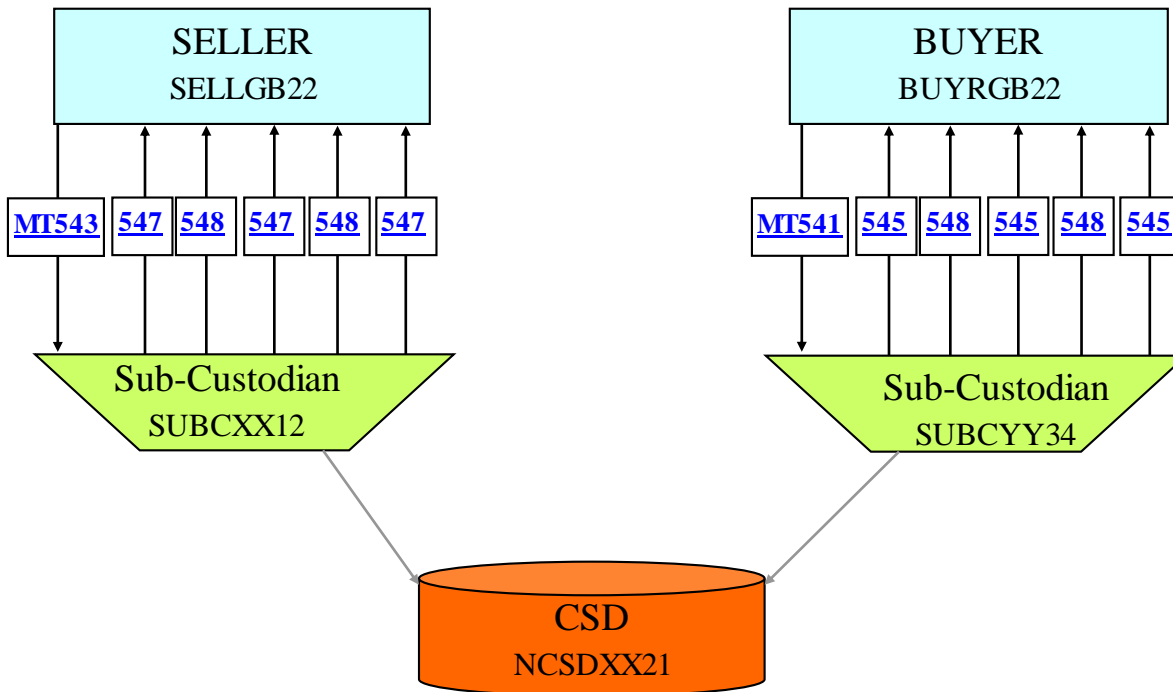 SELLER
SELLGB22
BUYER
BUYRGB22
MT543 547 548 547 548 547
MT541 545 548 545 548 545
Sub-Custodian
SUBCXX12
Sub-Custodian
SUBCYY34
CSD
NCSDXX21